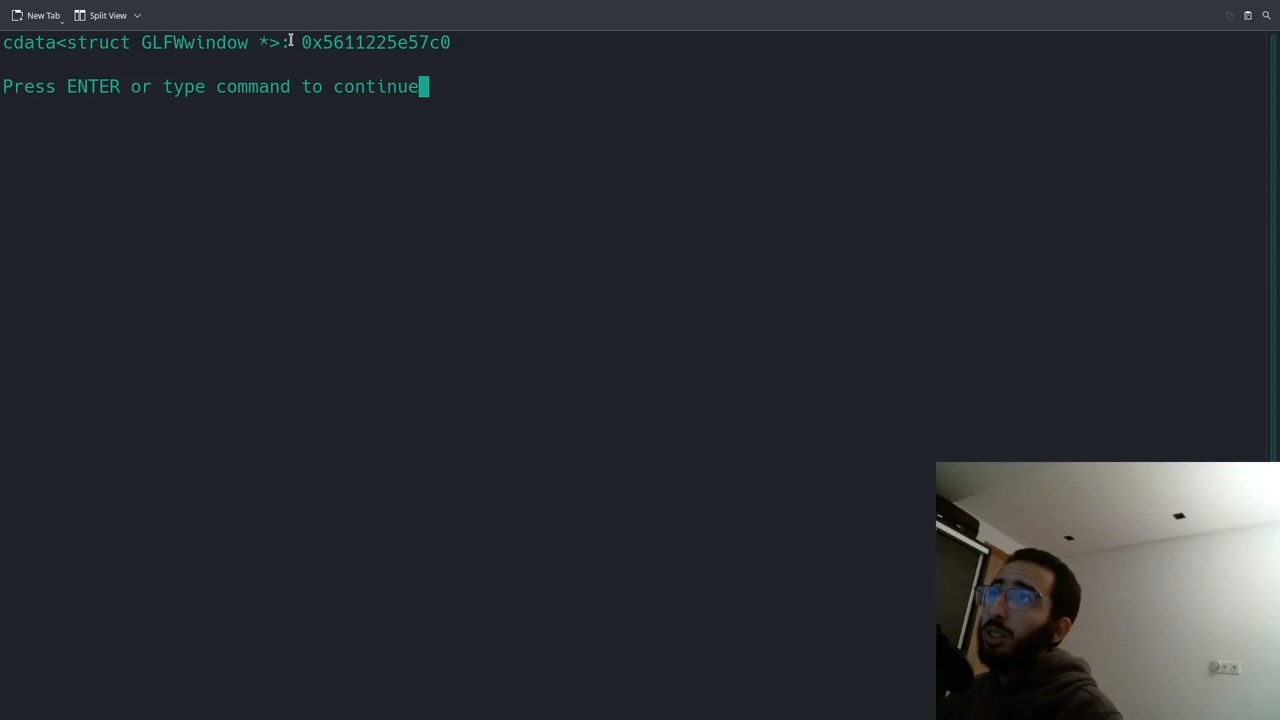 New Tab Split View
cdata<struct GLFWwindow *>: 0x5611225e57c0
Press ENTER or type command to continue